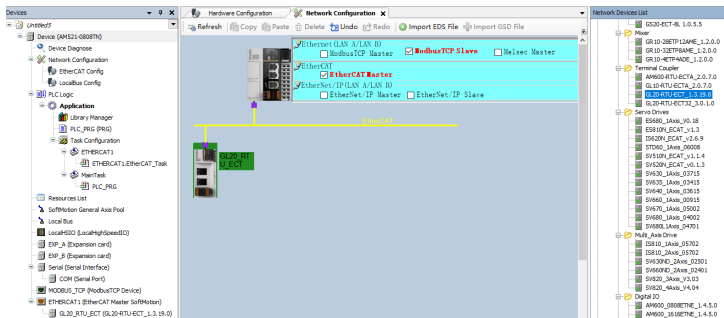 Devices
Untitled3
Device (AM521-0808TN)
Device Diagnose
Network Configuration
EtherCAT Config
LocalBus Config
PLC Logic
Application
Library Manager
PLC_PRG (PRG)
Task Configuration
ETHERCAT1
ETHERCAT1.EtherCAT_Task
MainTask
PLC_PRG
Resources List
SoftMotion General Axis Pool
Local Bus
LocalHSIO (LocalHighSpeedIO)
EXP_A (Expansion card)
EXP_B (Expansion card)
Serial (Serial Interface)
COM (Serial Port)
MODBUS_TCP (ModbusTCP Device)
ETHERCAT1 (EtherCAT Master SoftMotion)
GL20_RTU_ECT (GL20-RTU-ECT_1.3.19.0)
Hardware Configuration
Network Configuration
Refresh Copy Paste Delete Undo Redo Import EDS File Import GSD File
Ethernet(LAN A/LAN B)
ModbusTCP Master ModbusTCP Slave Melsec Master
EtherCAT
EtherCAT Master
EtherNet/IP(LAN A/LAN B)
EtherNet/IP Master EtherNet/IP Slave
EtherCAT
GL20_RT
U_ECT
Network Devices List
GS20-ECT-8L 1.0.5.5
Mixer
GR10-2EITP12AME_1.2.0.0
GR10-32ETP8AME_1.2.0.0
GR10-4ETP4ADE_1.2.0.0
Terminal Coupler
AM600-RTU-ECTA_2.0.7.0
GL10-RTU-ECTA_2.0.7.0
GL20-RTU-ECT_1.3.19.0
GL20-RTU-ECT32_3.0.1.0
Servo Drives
ES680_1Axis_V0.18
ES810N_ECAT_v1.3
IS620N_ECAT_v2.6.9
STD60_1Axis_06008
SV510N_ECAT_v1.1.4
SV520N_ECAT_v0.1.3
SV630_1Axis_03715
SV635_1Axis_03415
SV640_1Axis_03615
SV660_1Axis_00915
SV670_1Axis_05002
SV680_1Axis_04002
SV680L1Axis_04701
Multi_Axis Drive
IS810_1Axis_05702
IS810_2Axis_05702
SV630ND_2Axis_02501
SV660ND_2Axis_02401
SV820_3Axis_V3.03
SV820_4Axis_V4.04
Digital IO
AM600_0808ETNE_1.4.5.0
AM600_1616ETNE_1.4.5.0